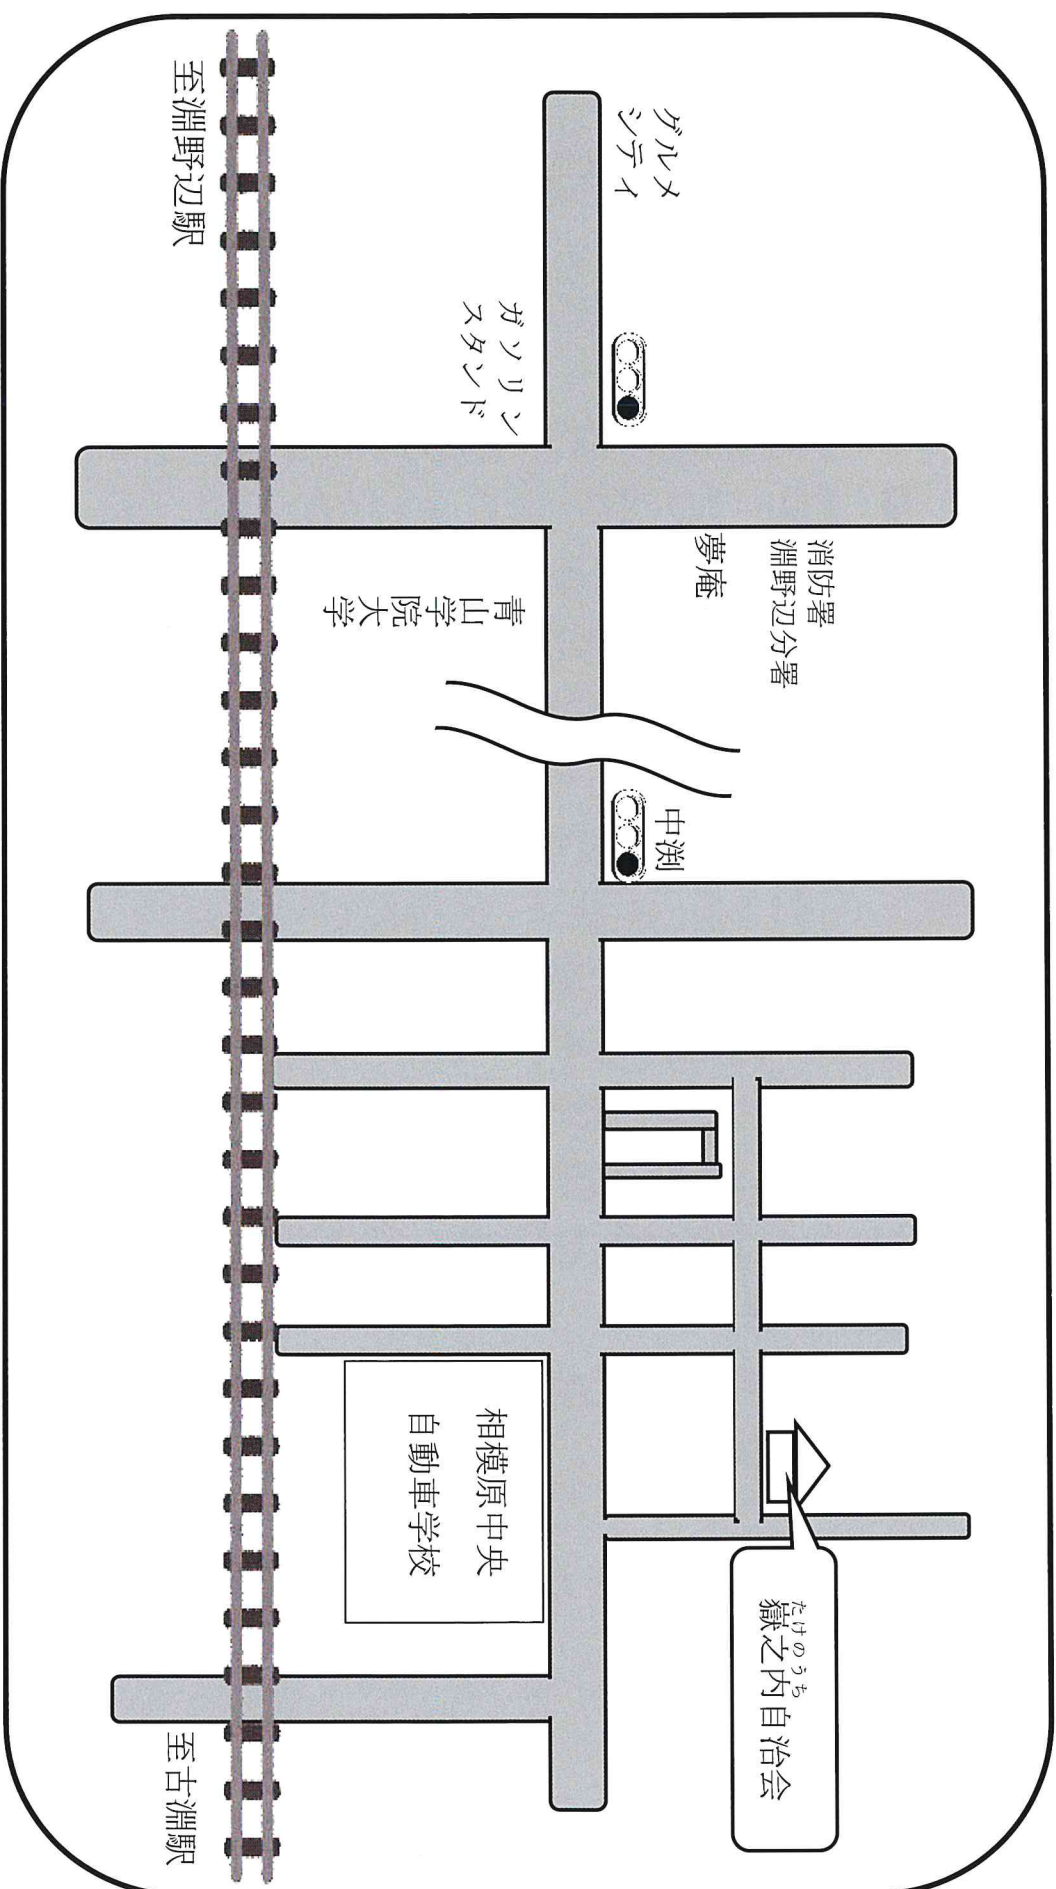 消防署
淵野辺分署
たけのうち
嶽之内自治会
夢庵
グルメ
シティ
中渕
ガソリン
スタンド
青山学院大学
相模原中央
自動車学校
至淵野辺駅
至古淵駅